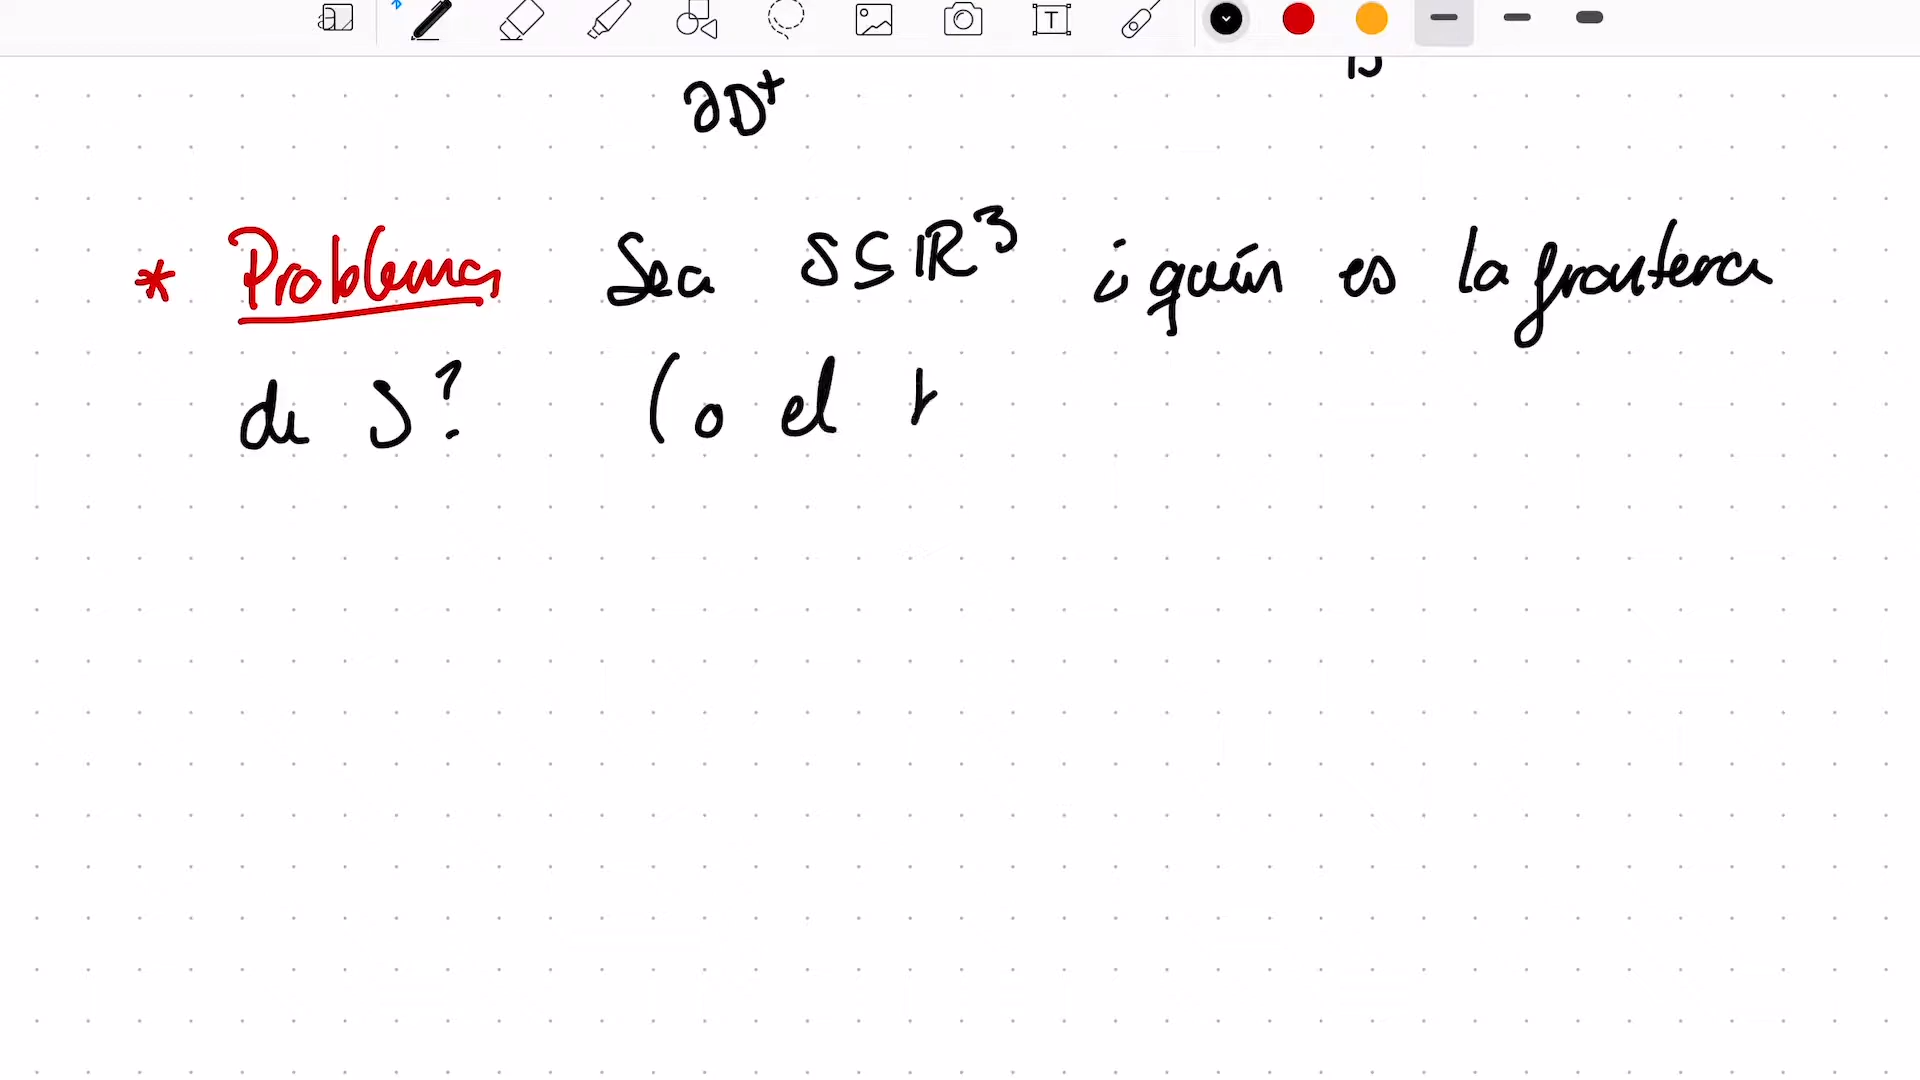 ∂D⁺
* Problema Sea S⊆ℝ³ ¿quién es la frontera
de S? (o el